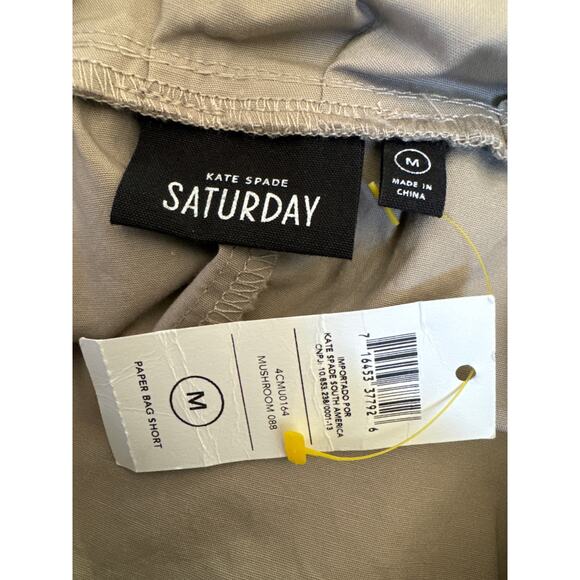 KATE SPADE
SATURDAY
M
MADE IN
CHINA
PAPER BAG SHORT
M
4CMU0164
MUSHROOM 088
IMPORTADO POR
KATE SPADE SOUTH AMERICA
CNPJ: 10.853.238/0001-13
7 16453 37792 6